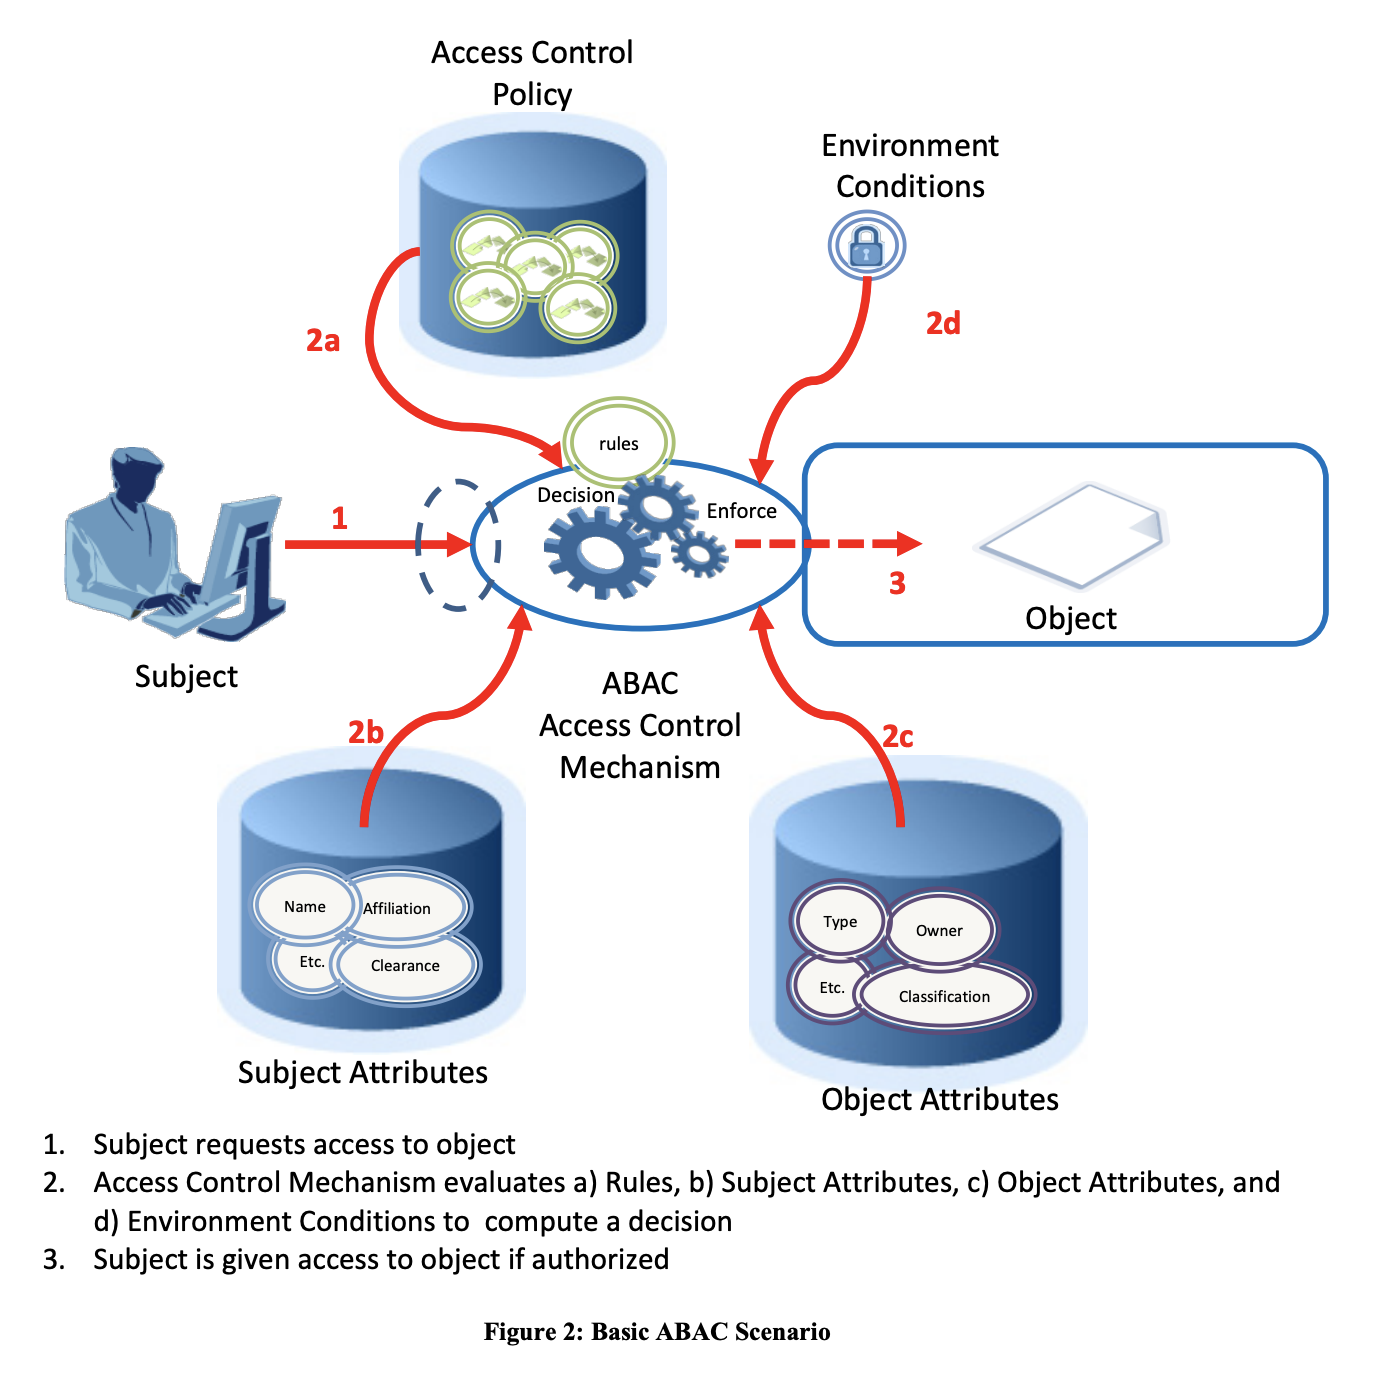 Access Control
Policy
Environment
Conditions
2a
2d
rules
Decision
Enforce
1
3
Object
Subject
ABAC
Access Control
Mechanism
2b
2c
Name
Affiliation
Etc.
Clearance
Type
Owner
Etc.
Classification
Subject Attributes
Object Attributes
1. Subject requests access to object
2. Access Control Mechanism evaluates a) Rules, b) Subject Attributes, c) Object Attributes, and
d) Environment Conditions to compute a decision
3. Subject is given access to object if authorized
Figure 2: Basic ABAC Scenario